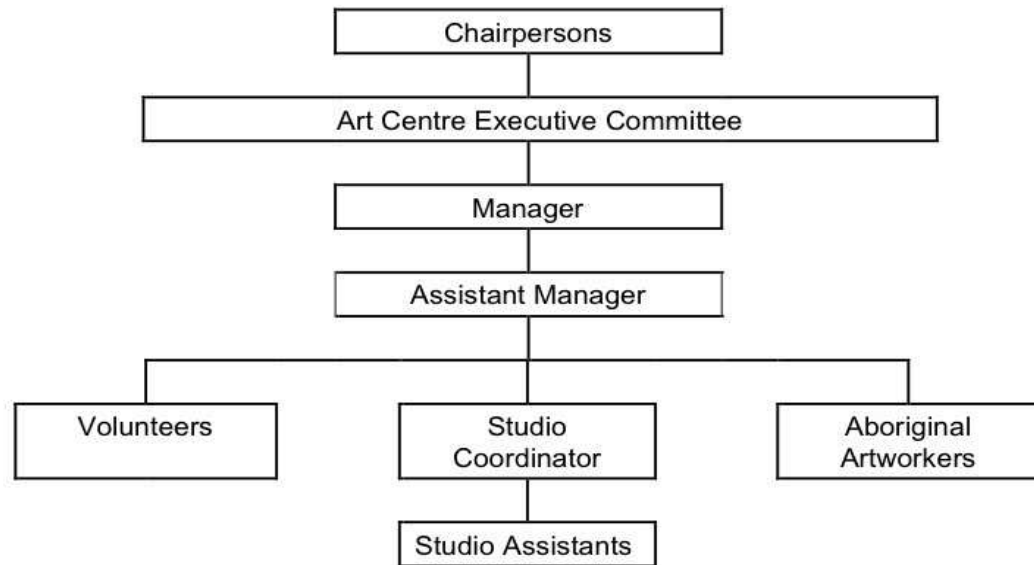 Chairpersons
Art Centre Executive Committee
Manager
Assistant Manager
Volunteers
Studio
Coordinator
Aboriginal
Artworkers
Studio Assistants